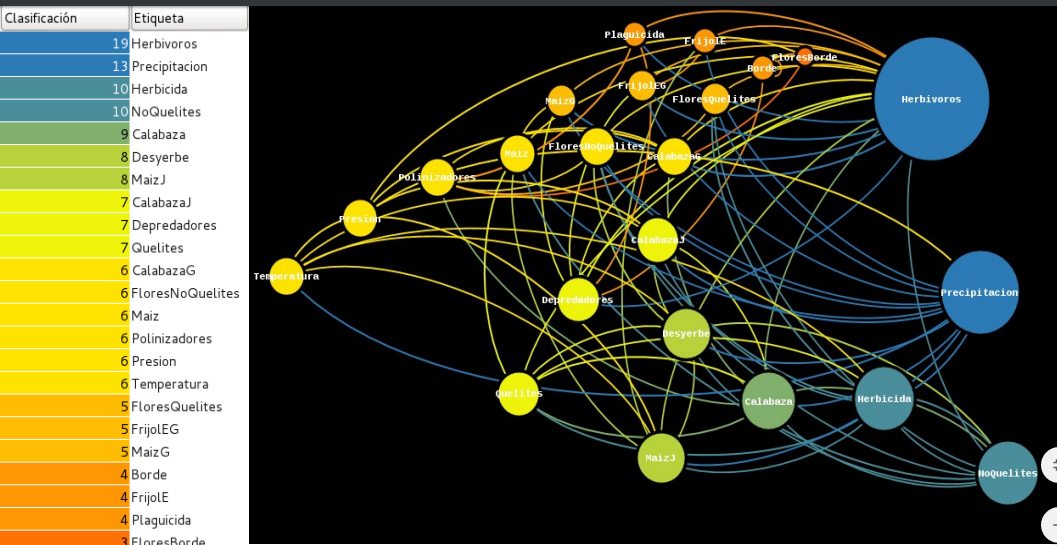 Clasificación Etiqueta
19 Herbivoros
13 Precipitacion
10 Herbicida
10 NoQuelites
9 Calabaza
8 Desyerbe
8 MaizJ
7 CalabazaJ
7 Depredadores
7 Quelites
6 CalabazaG
6 FloresNoQuelites
6 Maiz
6 Polinizadores
6 Presion
6 Temperatura
5 FloresQuelites
5 FrijolEG
5 MaizG
4 Borde
4 FrijolE
4 Plaguicida
3 FloresBorde
Plaguicida
FrijolE
FloresBorde
Borde
FrijolEG
FloresQuelites
MaizG
Herbivoros
FloresNoQuelites
Maiz
CalabazaG
Polinizadores
Presion
CalabazaJ
Temperatura
Precipitacion
Depredadores
Desyerbe
Quelites
Calabaza
Herbicida
MaizJ
NoQuelites